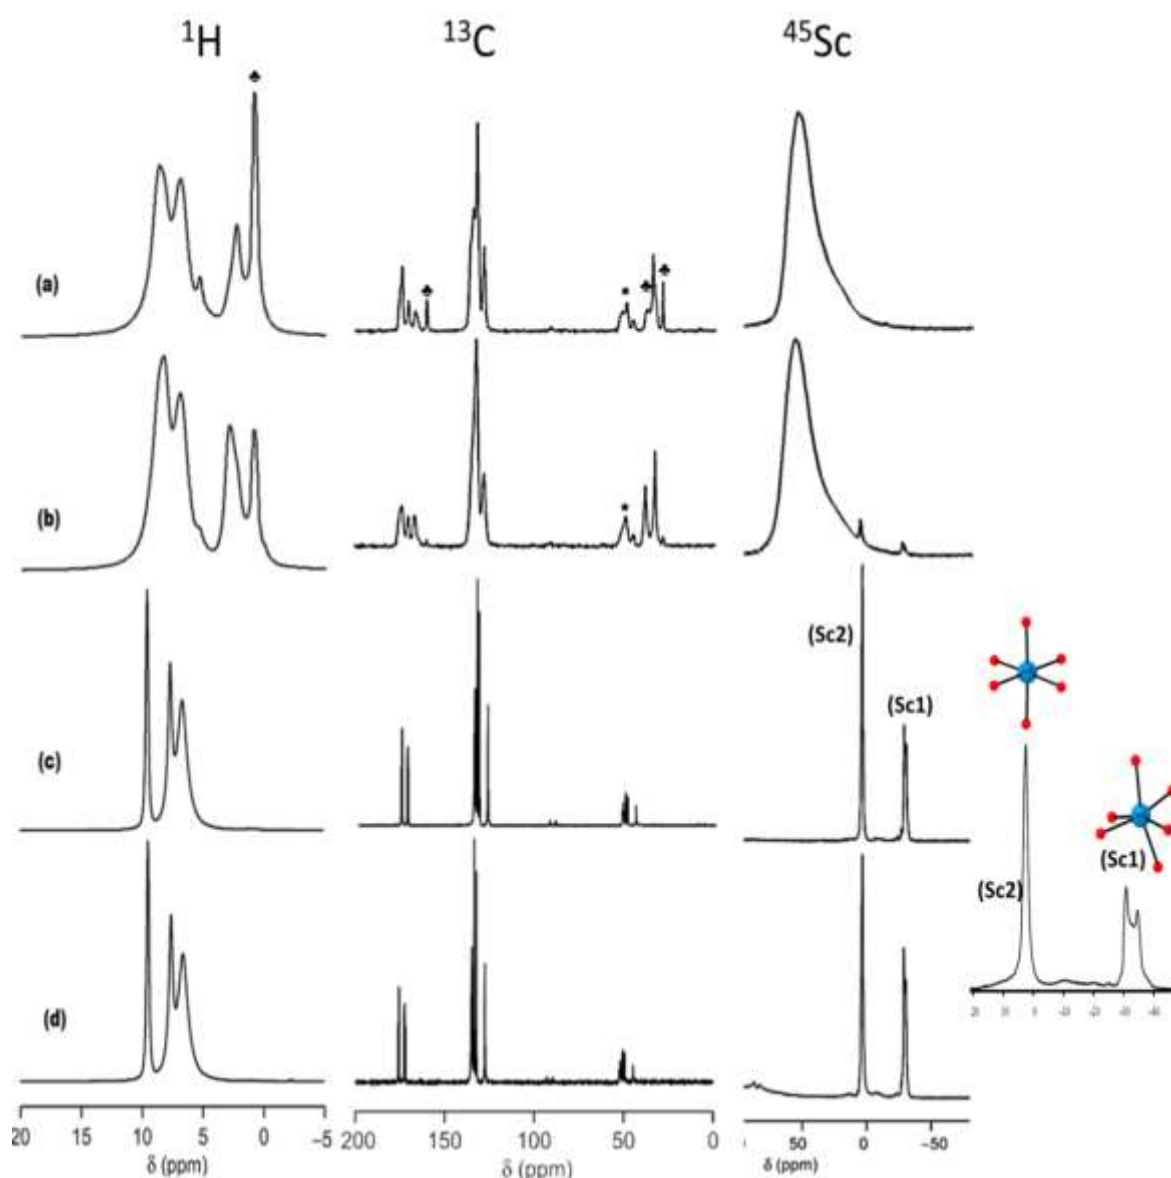 ¹H ¹³C ⁴⁵Sc
♣
(a)
♣ * ♣ ♣
(b)
*
(Sc2)
(Sc1)
(c)
(Sc1)
(Sc2)
(d)
20 10 5 0 −5
δ (ppm)
200 150 100 50 0
δ (ppm)
50 0 −50
δ (ppm)